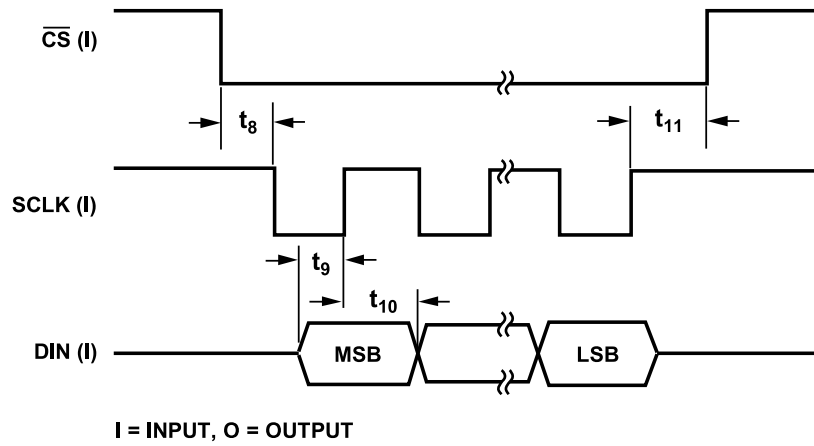 CS (I)
t8
t11
SCLK (I)
t9
t10
DIN (I)
MSB
LSB
I = INPUT, O = OUTPUT